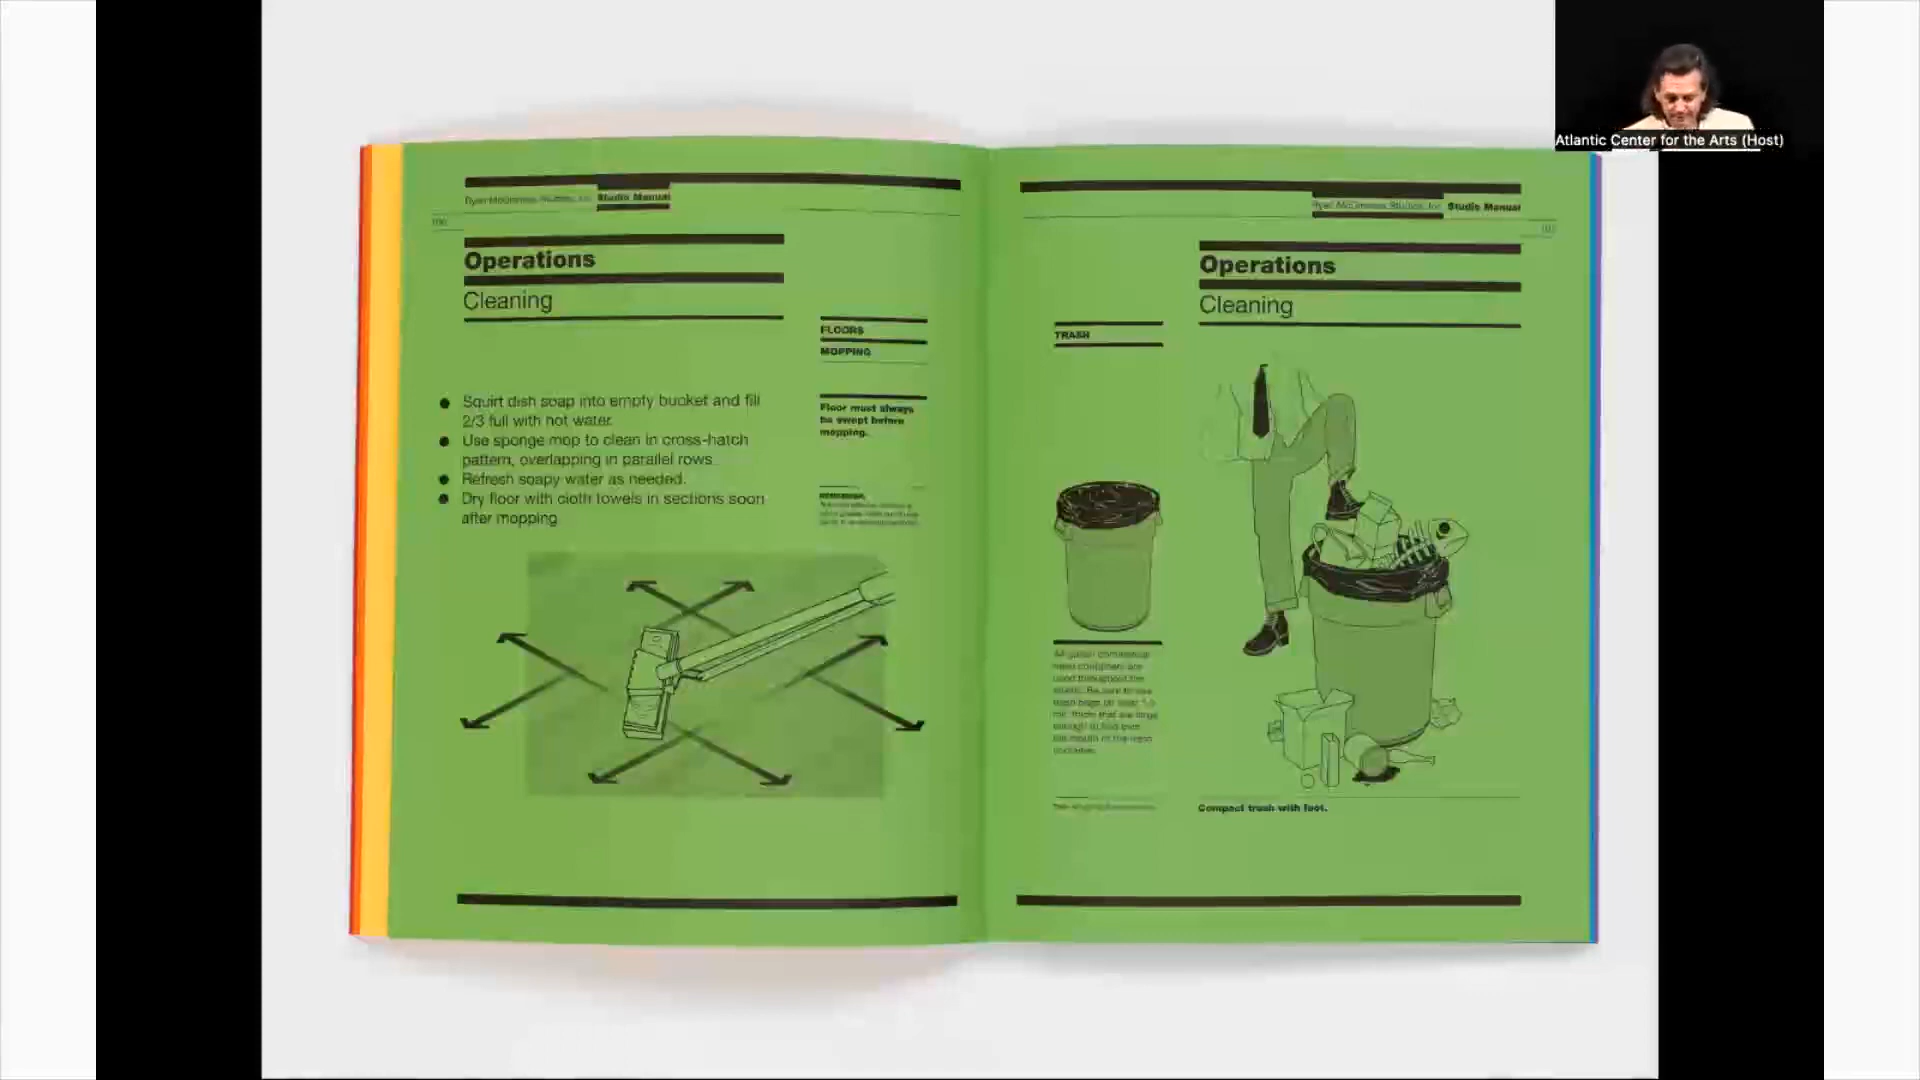 Atlantic Center for the Arts (Host)
Ryan McGinness Studios, Inc. Studio Manual
Operations
Cleaning
FLOORS
MOPPING
Squirt dish soap into empty bucket and fill
2/3 full with hot water.
Use sponge mop to clean in cross-hatch
pattern, overlapping in parallel rows.
Refresh soapy water as needed.
Dry floor with cloth towels in sections soon
after mopping.
Floor must always
be swept before
mopping.
Ryan McGinness Studios, Inc. Studio Manual
Operations
Cleaning
TRASH
used throughout the
Compact trash with foot.